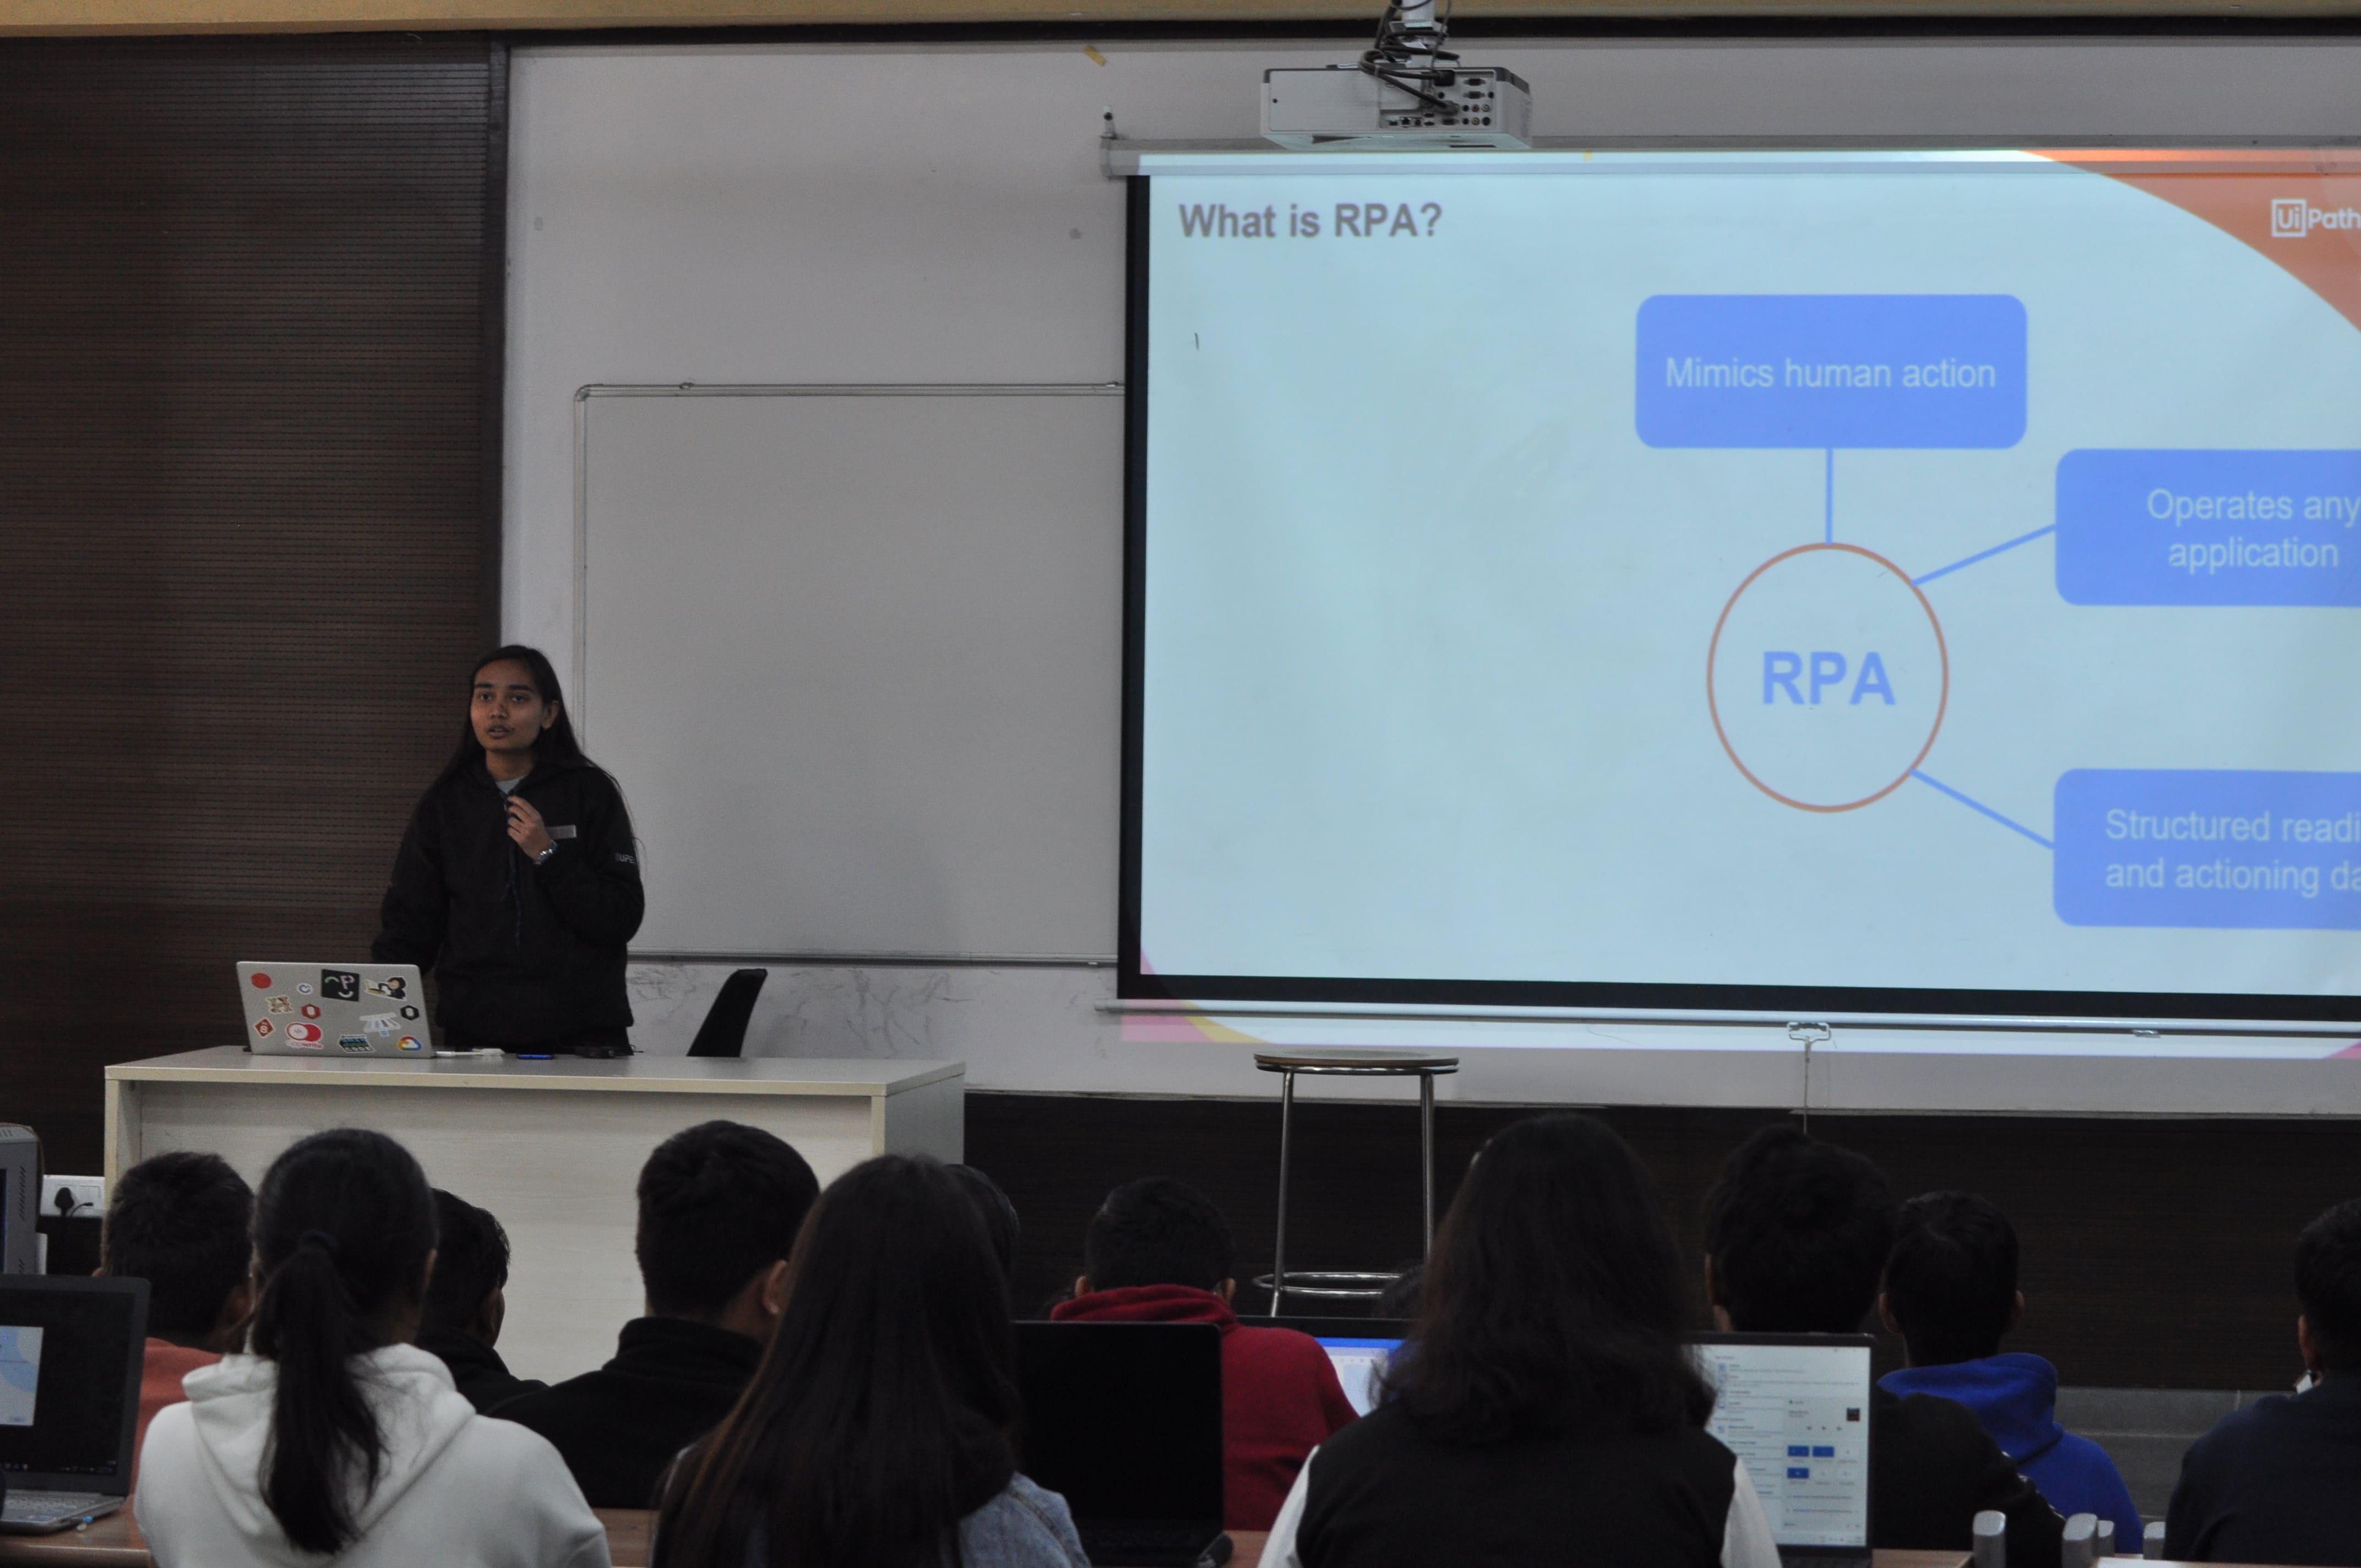 What is RPA?
UiPath
Mimics human action
Operates any
application
RPA
Structured readi
and actioning da